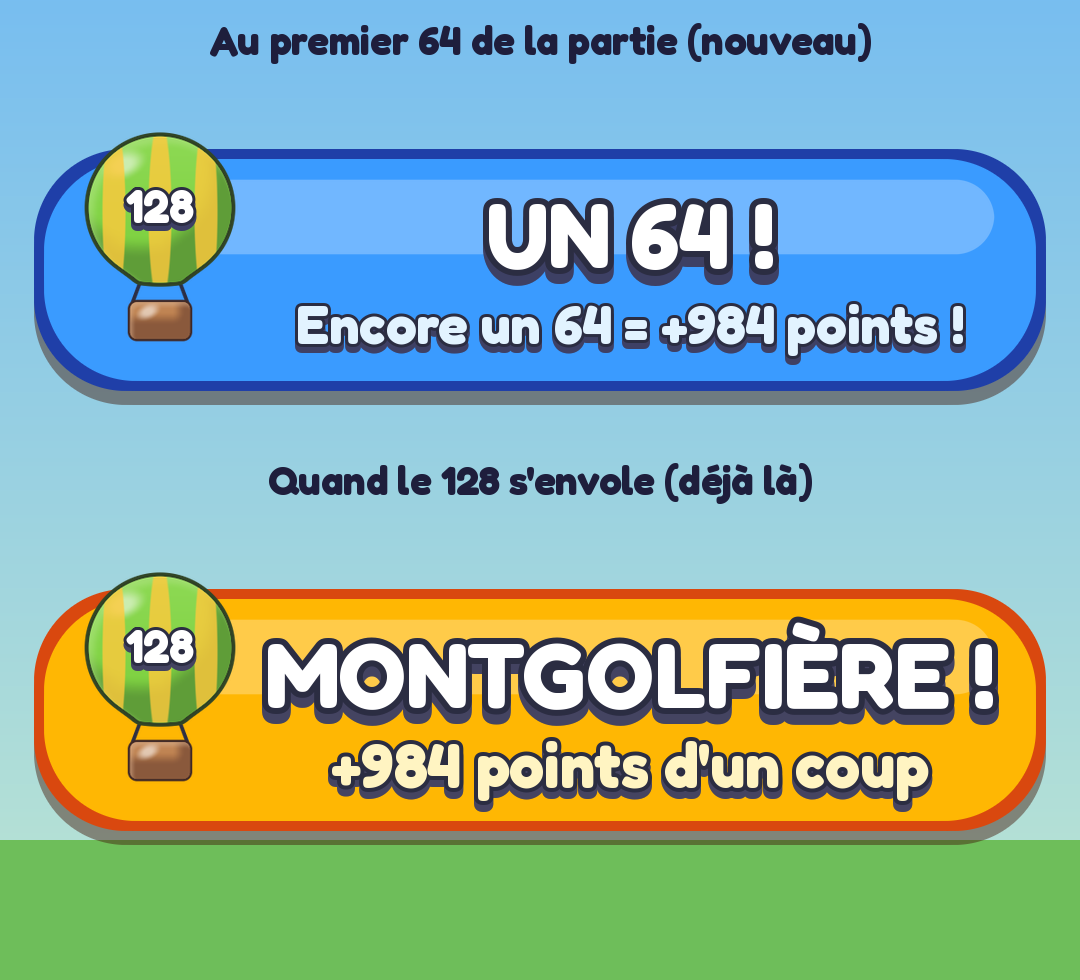 Au premier 64 de la partie (nouveau)
128
UN 64 !
Encore un 64 = +984 points !
Quand le 128 s'envole (déjà là)
128
MONTGOLFIÈRE !
+984 points d'un coup